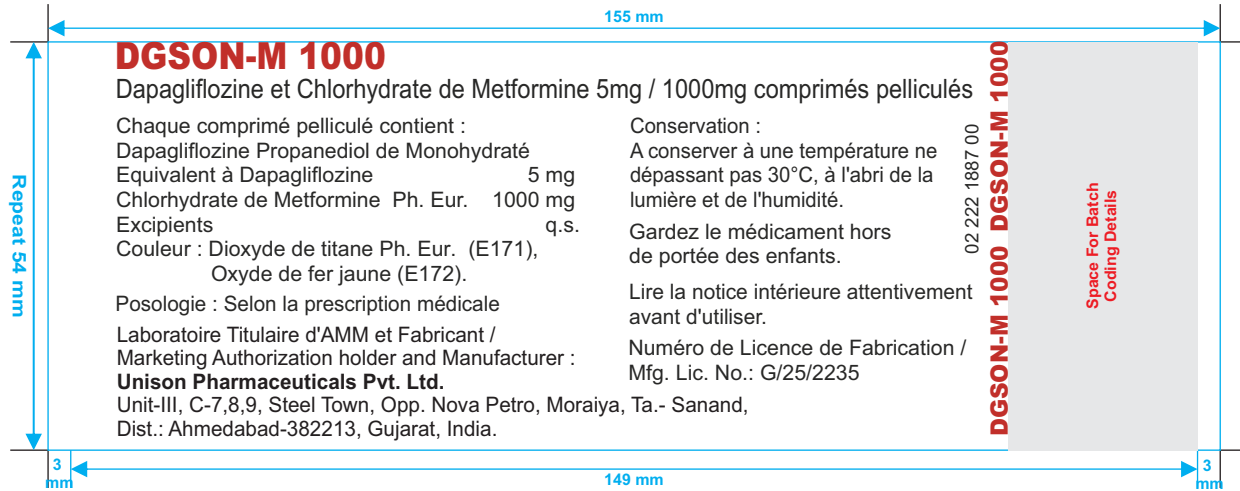 155 mm
DGSON-M 1000
Dapagliflozine et Chlorhydrate de Metformine 5mg / 1000mg comprimés pelliculés
Chaque comprimé pelliculé contient :
Dapagliflozine Propanediol de Monohydraté
Equivalent à Dapagliflozine 5 mg
Chlorhydrate de Metformine Ph. Eur. 1000 mg
Excipients q.s.
Couleur : Dioxyde de titane Ph. Eur. (E171),
Oxyde de fer jaune (E172).
Posologie : Selon la prescription médicale
Laboratoire Titulaire d'AMM et Fabricant /
Marketing Authorization holder and Manufacturer :
Unison Pharmaceuticals Pvt. Ltd.
Unit-III, C-7,8,9, Steel Town, Opp. Nova Petro, Moraiya, Ta.- Sanand,
Dist.: Ahmedabad-382213, Gujarat, India.
Conservation :
A conserver à une température ne
dépassant pas 30°C, à l'abri de la
lumière et de l'humidité.
Gardez le médicament hors
de portée des enfants.
Lire la notice intérieure attentivement
avant d'utiliser.
Numéro de Licence de Fabrication /
Mfg. Lic. No.: G/25/2235
02 222 1887 00
DGSON-M 1000 DGSON-M 1000
Space For Batch
Coding Details
Repeat 54 mm
3
mm
149 mm
3
mm